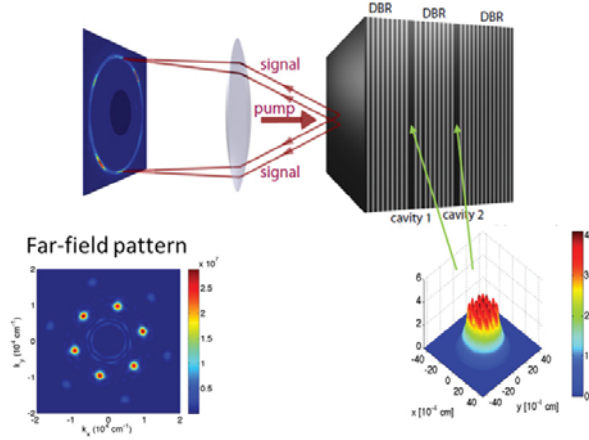 DBR DBR DBR
signal
pump
signal
cavity 1 cavity 2
Far-field pattern
x 10^7
2
1
0
-1
-2
k_y (10^4 cm^-1)
-2 -1 0 1 2
k_x (10^4 cm^-1)
2.5
2
1.5
1
0.5
6
4
2
0
-40
-20
0
20
40
x [10^-4 cm]
40
20
0
-20
-40
y [10^-4 cm]
4
3
2
1
0